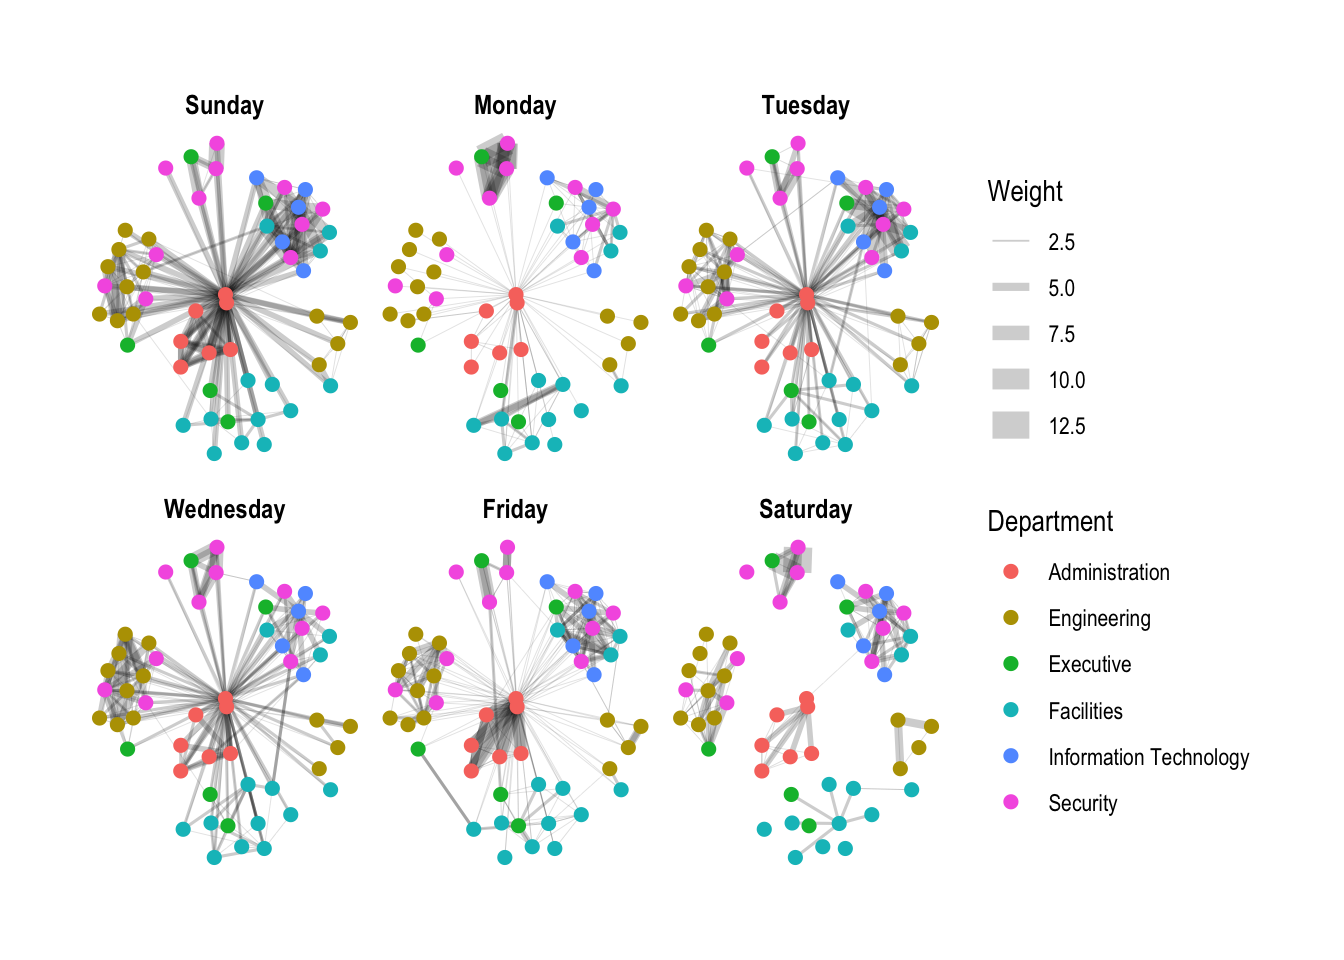 Sunday
Monday
Tuesday
Wednesday
Friday
Saturday
Weight
2.5
5.0
7.5
10.0
12.5
Department
Administration
Engineering
Executive
Facilities
Information Technology
Security